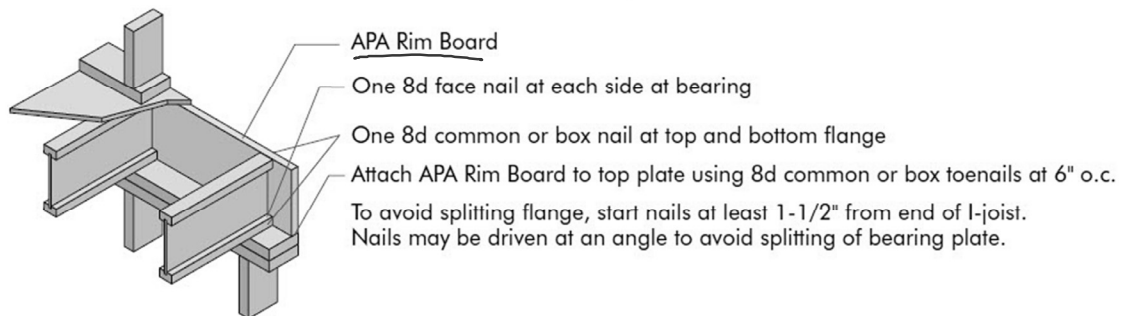 APA Rim Board
One 8d face nail at each side at bearing
One 8d common or box nail at top and bottom flange
Attach APA Rim Board to top plate using 8d common or box toenails at 6" o.c.
To avoid splitting flange, start nails at least 1-1/2" from end of I-joist.
Nails may be driven at an angle to avoid splitting of bearing plate.